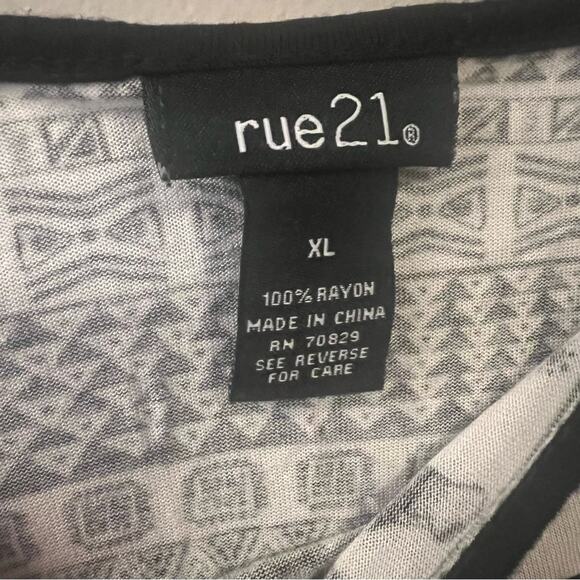 rue21®
XL
100% RAYON
MADE IN CHINA
RN 70829
SEE REVERSE
FOR CARE